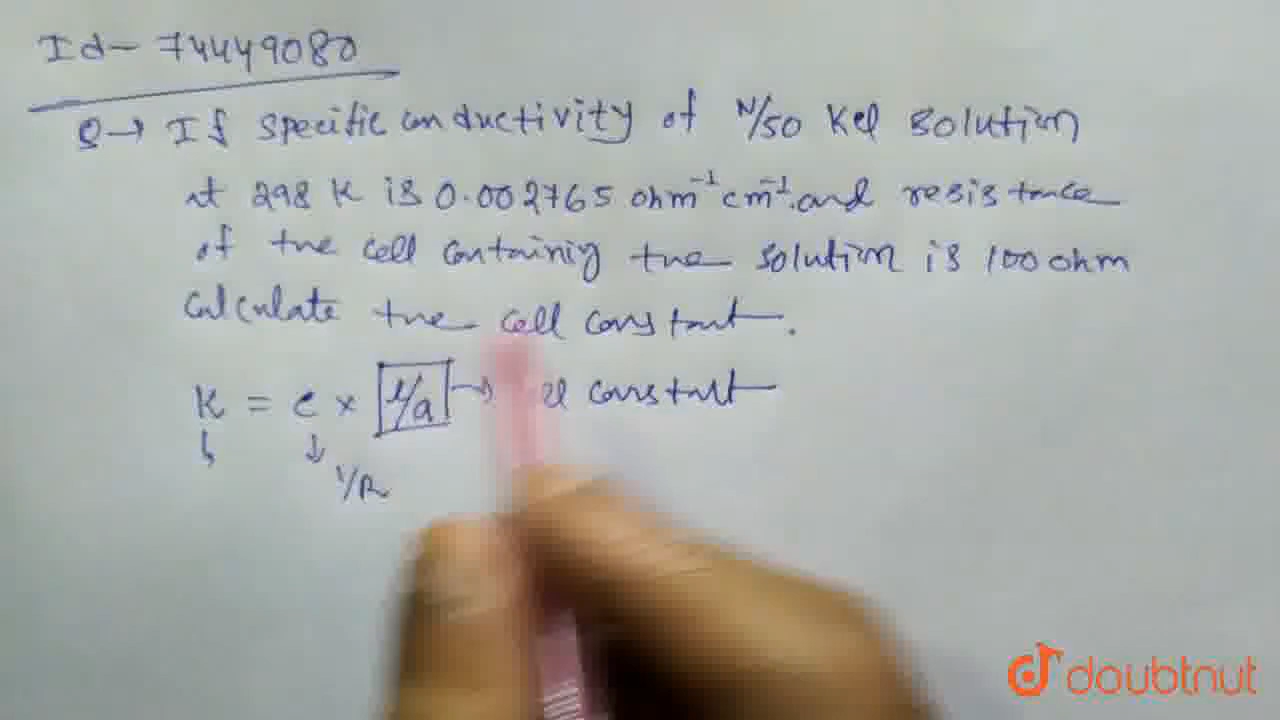 Id- 74449080
Q→ If specific conductivity of N/50 KCl solution
at 298 K is 0.002765 ohm⁻¹ cm⁻¹. and resistance
of the cell containing the solution is 100 ohm
Calculate the cell constant.
K = C × l/a → constant
1/R
doubtnut